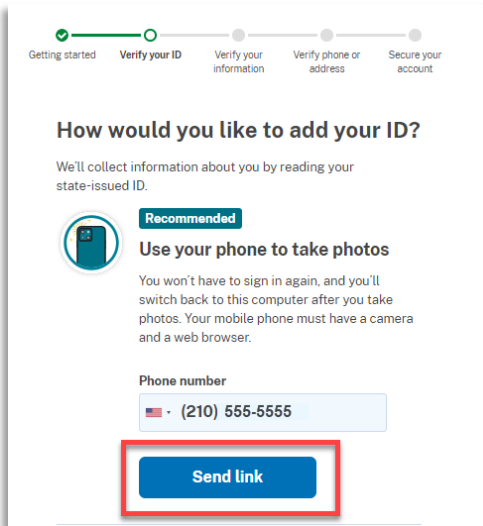 Getting started
Verify your ID
Verify your
information
Verify phone or
address
Secure your
account
How would you like to add your ID?
We'll collect information about you by reading your
state-issued ID.
Recommended
Use your phone to take photos
You won't have to sign in again, and you'll
switch back to this computer after you take
photos. Your mobile phone must have a camera
and a web browser.
Phone number
(210) 555-5555
Send link